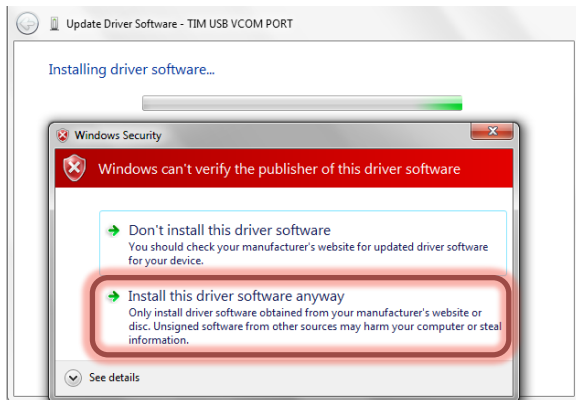 Update Driver Software - TIM USB VCOM PORT
Installing driver software...
Windows Security
Windows can't verify the publisher of this driver software
Don't install this driver software
You should check your manufacturer's website for updated driver software
for your device.
Install this driver software anyway
Only install driver software obtained from your manufacturer's website or
disc. Unsigned software from other sources may harm your computer or steal
information.
See details